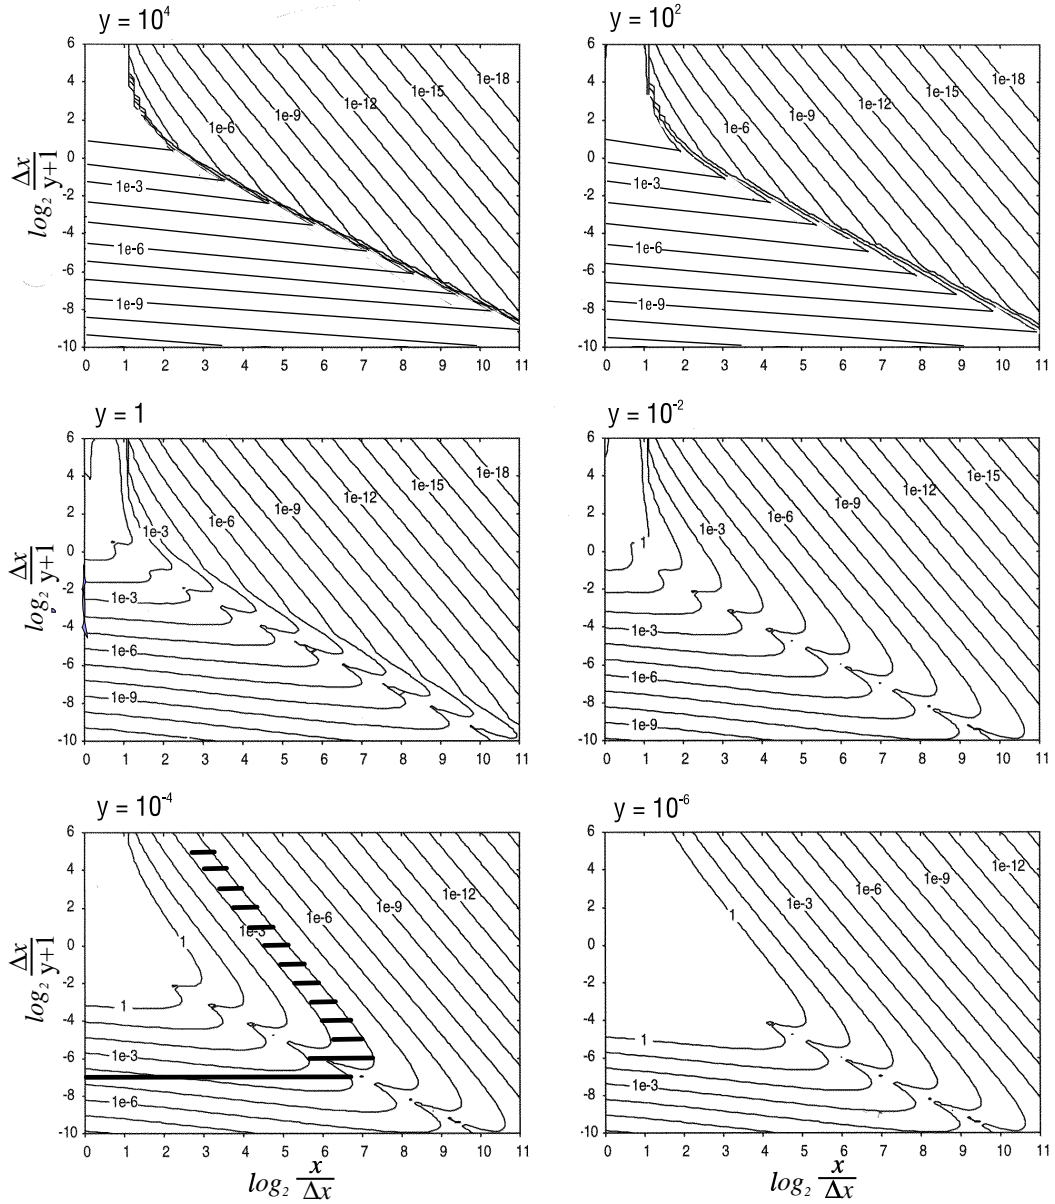 y = 10⁴
y = 10²
6 4 2 0 -2 -4 -6 -8 -10
log₂ Δx/y+1
1e-18
1e-15
1e-12
1e-9
1e-6
1e-3
1e-6
1e-9
0 1 2 3 4 5 6 7 8 9 10 11
6 4 2 0 -2 -4 -6 -8 -10
1e-18
1e-15
1e-12
1e-9
1e-6
1e-3
1e-6
1e-9
0 1 2 3 4 5 6 7 8 9 10 11
y = 1
y = 10⁻²
6 4 2 0 -2 -4 -6 -8 -10
log₂ Δx/y+1
1e-18
1e-15
1e-12
1e-9
1e-6
1e-3
1e-3
1e-6
1e-9
0 1 2 3 4 5 6 7 8 9 10 11
6 4 2 0 -2 -4 -6 -8 -10
1e-15
1e-12
1e-9
1e-6
1e-3
1
1e-3
1e-6
1e-9
0 1 2 3 4 5 6 7 8 9 10 11
y = 10⁻⁴
y = 10⁻⁶
6 4 2 0 -2 -4 -6 -8 -10
log₂ Δx/y+1
1e-12
1e-9
1e-6
1e-3
1
1
1e-3
1e-6
0 1 2 3 4 5 6 7 8 9 10 11
log₂ x/Δx
6 4 2 0 -2 -4 -6 -8 -10
1e-12
1e-9
1e-6
1e-3
1
1
1e-3
1e-6
0 1 2 3 4 5 6 7 8 9 10 11
log₂ x/Δx